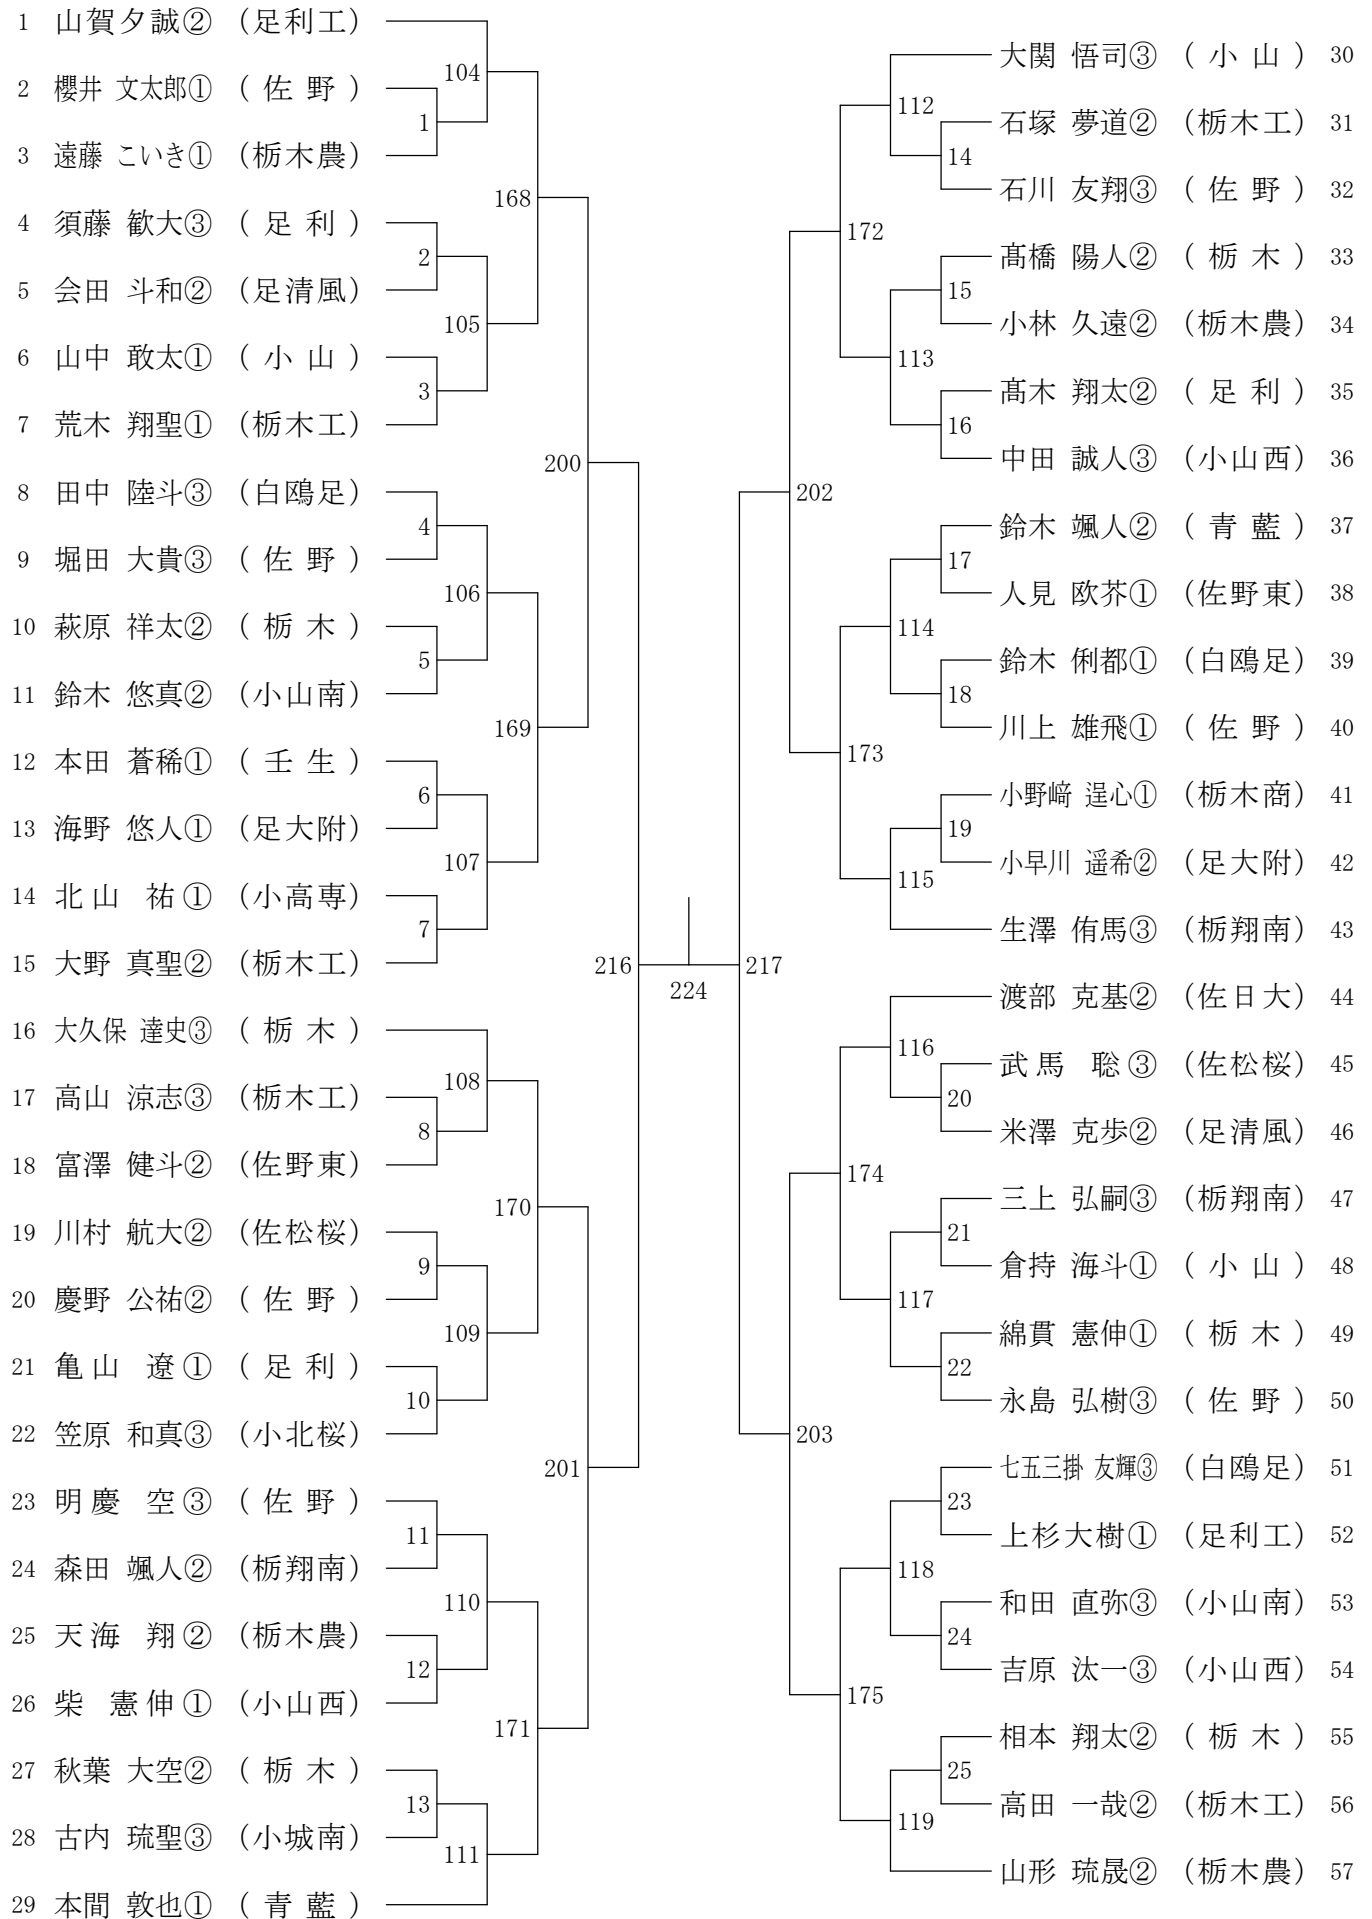 1 山賀夕誠② (足利工)
2 櫻井 文太郎① (佐野)
3 遠藤 こいき① (栃木農)
4 須藤 歓大③ (足利)
5 会田 斗和② (足清風)
6 山中 敢太① (小山)
7 荒木 翔聖① (栃木工)
8 田中 陸斗③ (白鴎足)
9 堀田 大貴③ (佐野)
10 萩原 祥太② (栃木)
11 鈴木 悠真② (小山南)
12 本田 蒼稀① (壬生)
13 海野 悠人① (足大附)
14 北山 祐① (小高専)
15 大野 真聖② (栃木工)
16 大久保 達史③ (栃木)
17 高山 涼志③ (栃木工)
18 富澤 健斗② (佐野東)
19 川村 航大② (佐松桜)
20 慶野 公祐② (佐野)
21 亀山 遼① (足利)
22 笠原 和真③ (小北桜)
23 明慶 空③ (佐野)
24 森田 颯人② (栃翔南)
25 天海 翔② (栃木農)
26 柴 憲伸① (小山西)
27 秋葉 大空② (栃木)
28 古内 琉聖③ (小城南)
29 本間 敦也① (青藍)
1
2
3
4
5
6
7
8
9
10
11
12
13
104
105
106
107
108
109
110
111
168
169
170
171
200
201
216
224
217
202
203
172
173
174
175
112
113
114
115
116
117
118
119
14
15
16
17
18
19
20
21
22
23
24
25
大関 悟司③ (小山) 30
石塚 夢道② (栃木工) 31
石川 友翔③ (佐野) 32
髙橋 陽人② (栃木) 33
小林 久遠② (栃木農) 34
髙木 翔太② (足利) 35
中田 誠人③ (小山西) 36
鈴木 颯人② (青藍) 37
人見 欧芥① (佐野東) 38
鈴木 俐都① (白鴎足) 39
川上 雄飛① (佐野) 40
小野﨑 逞心① (栃木商) 41
小早川 遥希② (足大附) 42
生澤 侑馬③ (栃翔南) 43
渡部 克基② (佐日大) 44
武馬 聡③ (佐松桜) 45
米澤 克歩② (足清風) 46
三上 弘嗣③ (栃翔南) 47
倉持 海斗① (小山) 48
綿貫 憲伸① (栃木) 49
永島 弘樹③ (佐野) 50
七五三掛 友輝③ (白鴎足) 51
上杉大樹① (足利工) 52
和田 直弥③ (小山南) 53
吉原 汰一③ (小山西) 54
相本 翔太② (栃木) 55
高田 一哉② (栃木工) 56
山形 琉晟② (栃木農) 57